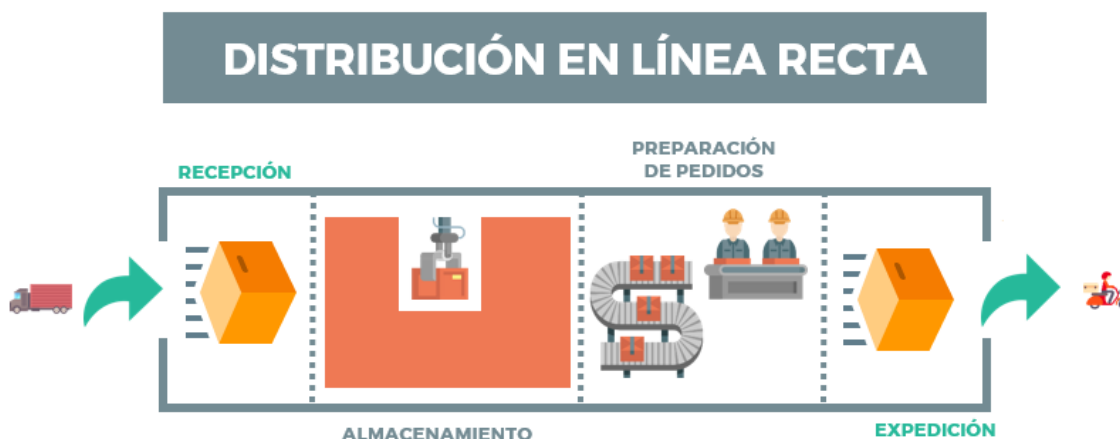 DISTRIBUCIÓN EN LÍNEA RECTA
RECEPCIÓN
PREPARACIÓN
DE PEDIDOS
ALMACENAMIENTO
EXPEDICIÓN